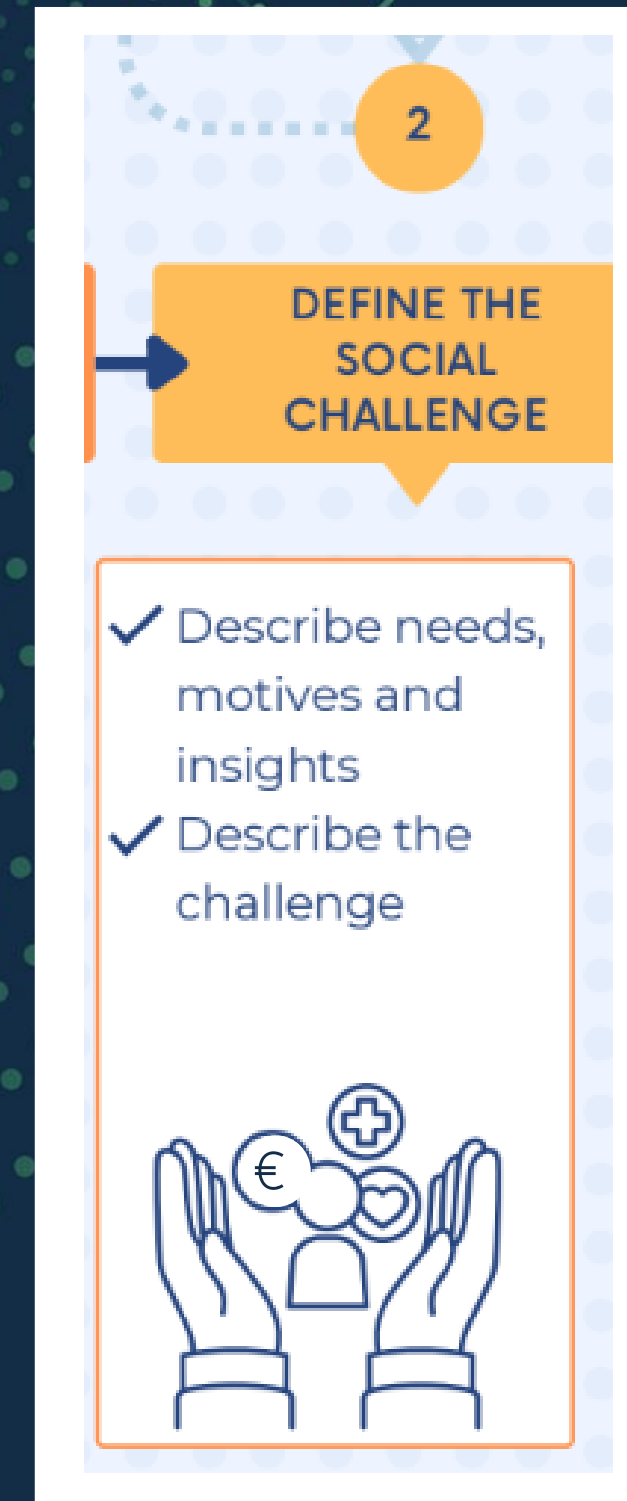 2
DEFINE THE
SOCIAL
CHALLENGE
Describe needs,
motives and
insights
Describe the
challenge
€